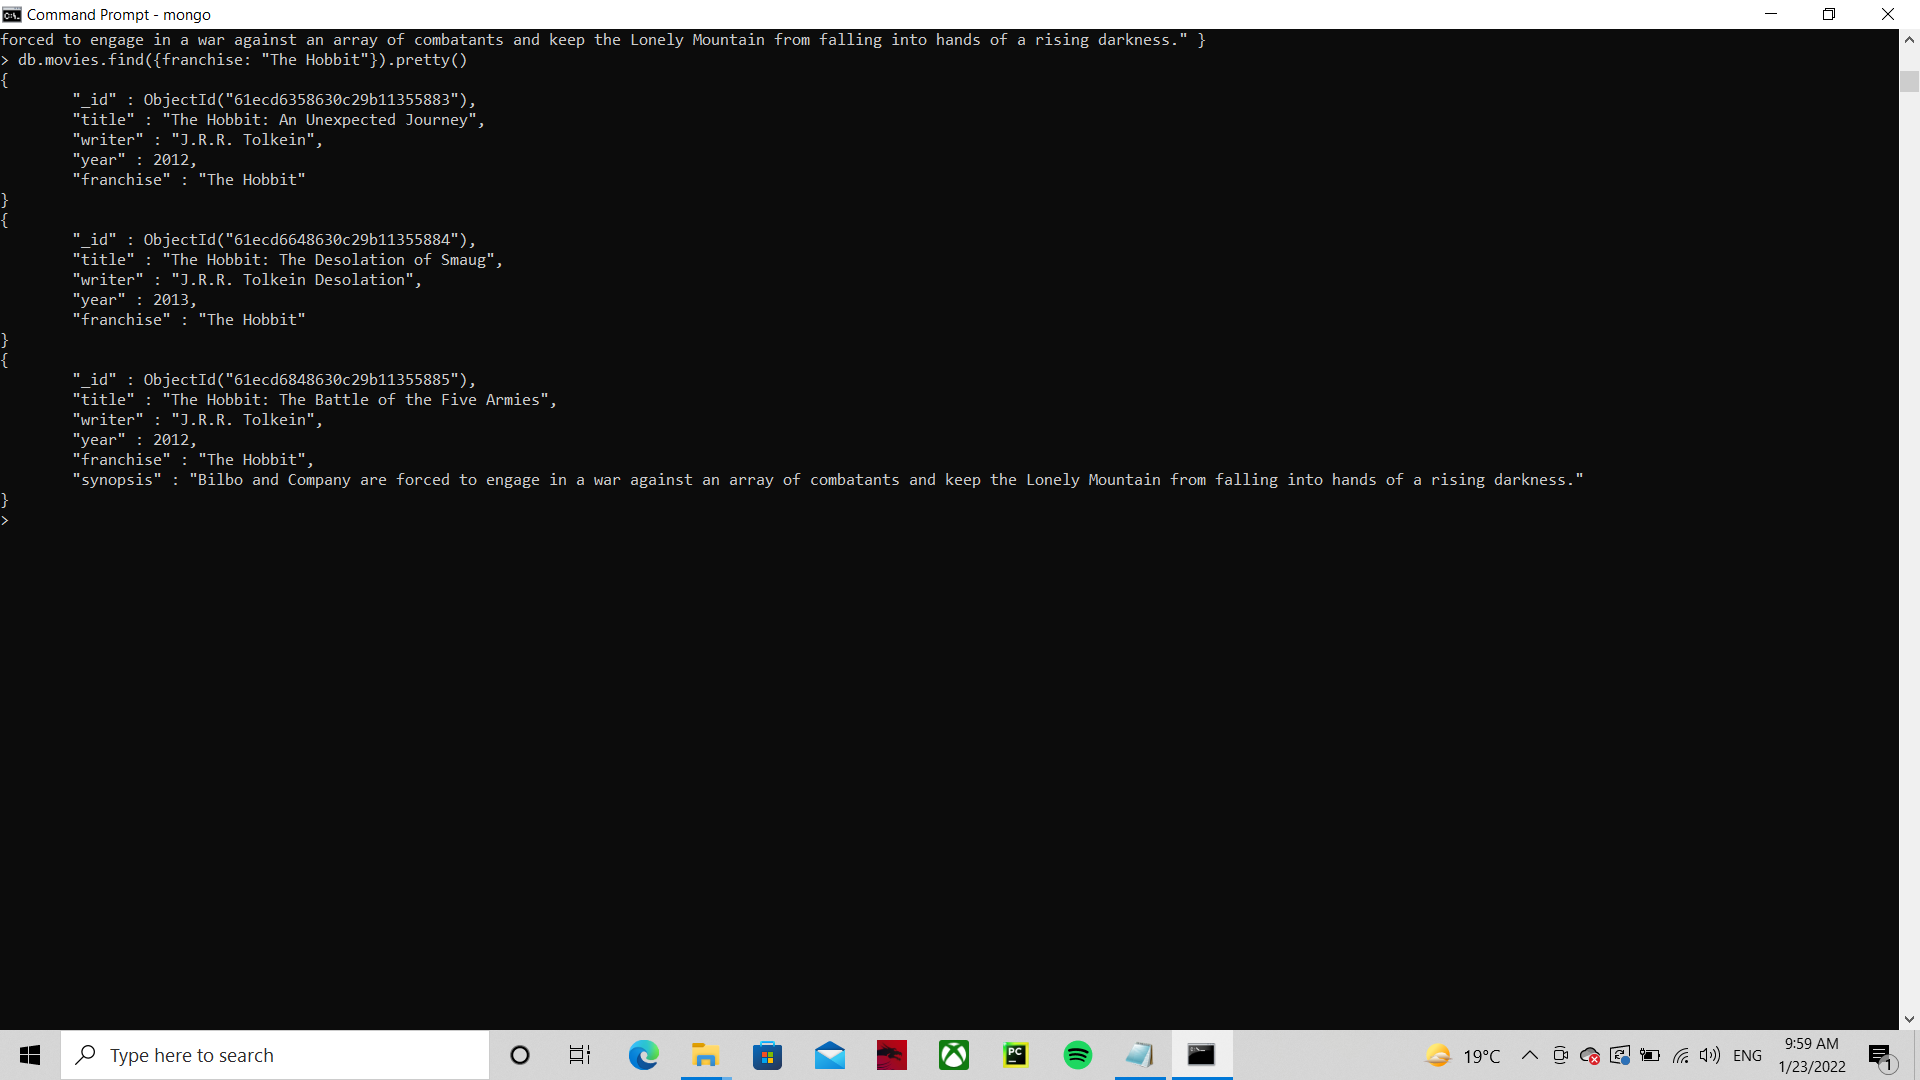 Command Prompt - mongo
forced to engage in a war against an array of combatants and keep the Lonely Mountain from falling into hands of a rising darkness." }
> db.movies.find({franchise: "The Hobbit"}).pretty()
{
"_id" : ObjectId("61ecd6358630c29b11355883"),
"title" : "The Hobbit: An Unexpected Journey",
"writer" : "J.R.R. Tolkein",
"year" : 2012,
"franchise" : "The Hobbit"
}
{
"_id" : ObjectId("61ecd6648630c29b11355884"),
"title" : "The Hobbit: The Desolation of Smaug",
"writer" : "J.R.R. Tolkein Desolation",
"year" : 2013,
"franchise" : "The Hobbit"
}
{
"_id" : ObjectId("61ecd6848630c29b11355885"),
"title" : "The Hobbit: The Battle of the Five Armies",
"writer" : "J.R.R. Tolkein",
"year" : 2012,
"franchise" : "The Hobbit",
"synopsis" : "Bilbo and Company are forced to engage in a war against an array of combatants and keep the Lonely Mountain from falling into hands of a rising darkness."
}
>
Type here to search
PC
19°C
ENG
9:59 AM
1/23/2022
1